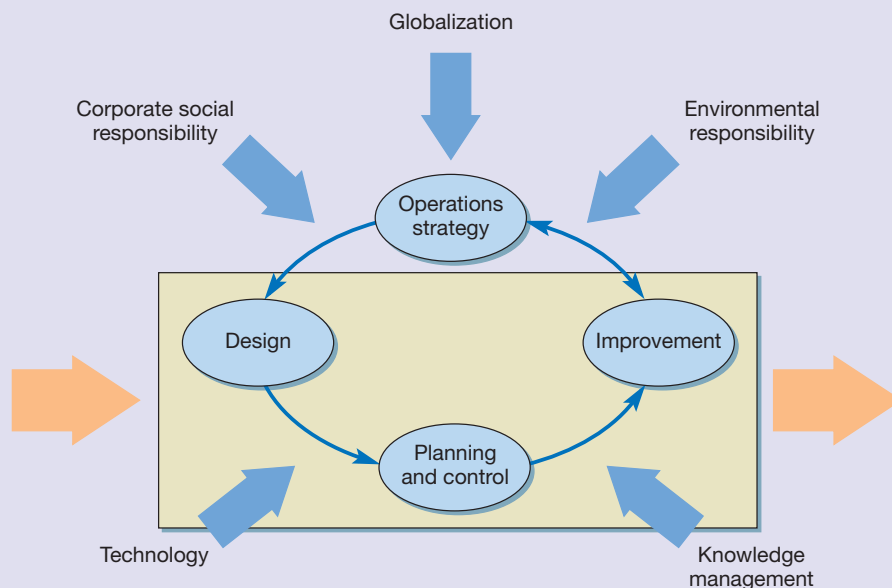 Globalization
Corporate social
responsibility
Environmental
responsibility
Operations
strategy
Design
Improvement
Planning
and control
Technology
Knowledge
management